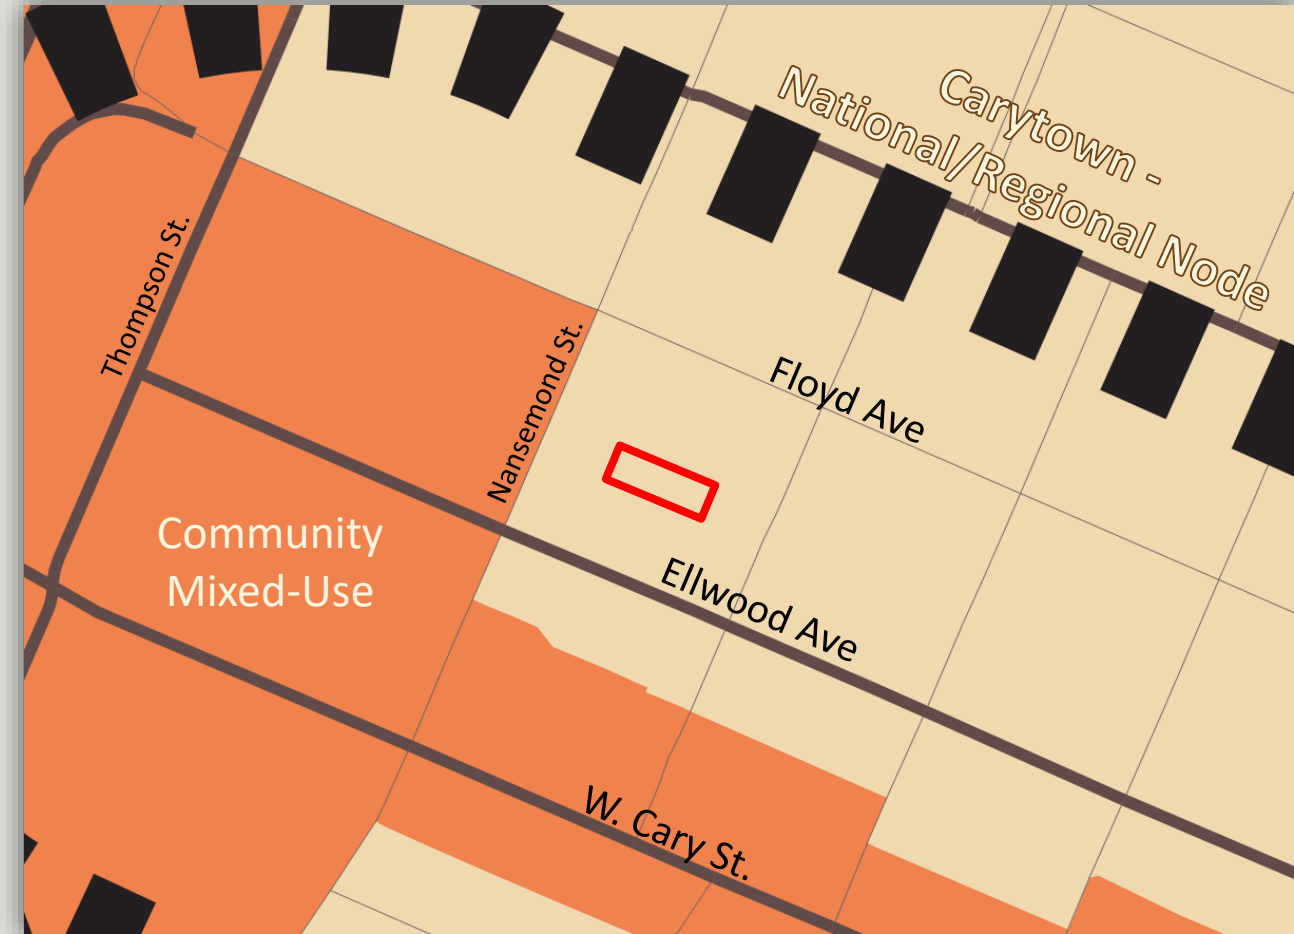 Carytown -
National/Regional Node
Thompson St.
Nansemond St.
Floyd Ave
Community
Mixed-Use
Ellwood Ave
W. Cary St.